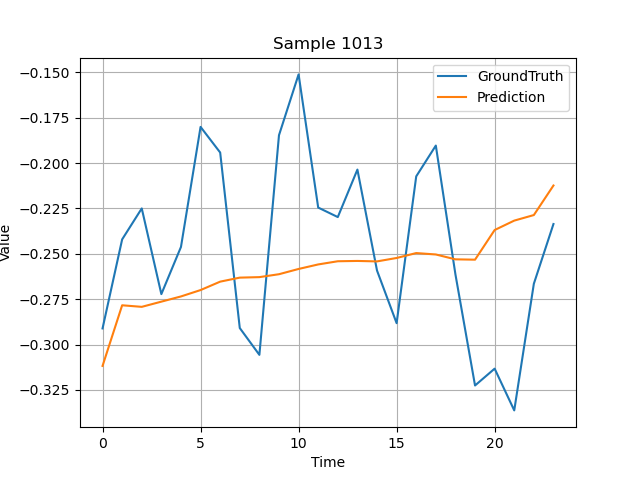 Sample 1013
GroundTruth
Prediction
−0.150
−0.175
−0.200
−0.225
−0.250
−0.275
−0.300
−0.325
Value
0 5 10 15 20
Time